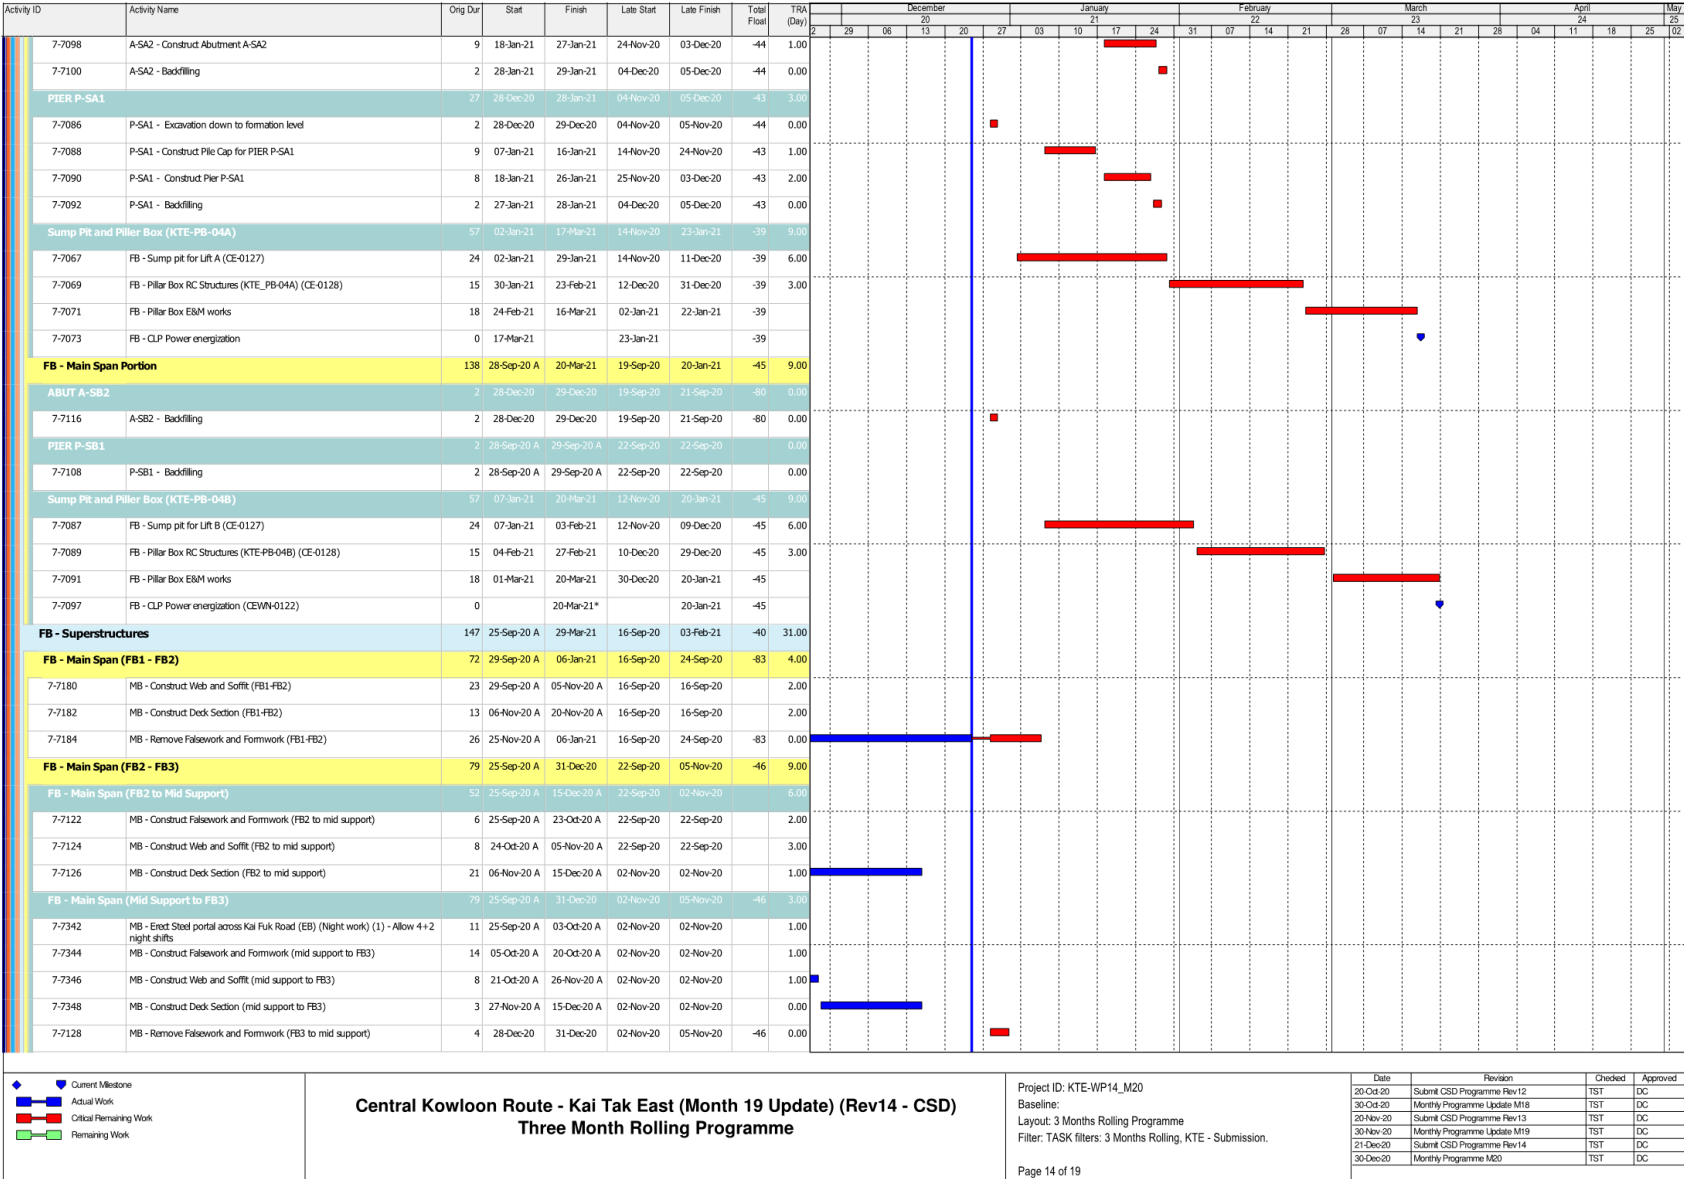 Activity ID Activity Name Orig Dur Start Finish Late Start Late Finish Total Float TRA (Day) December January February March April May
20 21 22 23 24 25
2 29 06 13 20 27 03 10 17 24 31 07 14 21 28 07 14 21 28 04 11 18 25 02
7-7098 A-SA2 - Construct Abutment A-SA2 9 18-Jan-21 27-Jan-21 24-Nov-20 03-Dec-20 -44 1.00
7-7100 A-SA2 - Backfilling 2 28-Jan-21 29-Jan-21 04-Dec-20 05-Dec-20 -44 0.00
PIER P-SA1 27 28-Dec-20 28-Jan-21 04-Nov-20 05-Dec-20 -43 3.00
7-7086 P-SA1 - Excavation down to formation level 2 28-Dec-20 29-Dec-20 04-Nov-20 05-Nov-20 -44 0.00
7-7088 P-SA1 - Construct Pile Cap for PIER P-SA1 9 07-Jan-21 16-Jan-21 14-Nov-20 24-Nov-20 -43 1.00
7-7090 P-SA1 - Construct Pier P-SA1 8 18-Jan-21 26-Jan-21 25-Nov-20 03-Dec-20 -43 2.00
7-7092 P-SA1 - Backfilling 2 27-Jan-21 28-Jan-21 04-Dec-20 05-Dec-20 -43 0.00
Sump Pit and Piller Box (KTE-PB-04A) 57 02-Jan-21 17-Mar-21 14-Nov-20 23-Jan-21 -39 9.00
7-7067 FB - Sump pit for Lift A (CE-0127) 24 02-Jan-21 29-Jan-21 14-Nov-20 11-Dec-20 -39 6.00
7-7069 FB - Pillar Box RC Structures (KTE_PB-04A) (CE-0128) 15 30-Jan-21 23-Feb-21 12-Dec-20 31-Dec-20 -39 3.00
7-7071 FB - Pillar Box E&M works 18 24-Feb-21 16-Mar-21 02-Jan-21 22-Jan-21 -39
7-7073 FB - CLP Power energization 0 17-Mar-21 23-Jan-21 -39
FB - Main Span Portion 138 28-Sep-20 A 20-Mar-21 19-Sep-20 20-Jan-21 -45 9.00
ABUT A-SB2 2 28-Dec-20 29-Dec-20 19-Sep-20 21-Sep-20 -80 0.00
7-7116 A-SB2 - Backfilling 2 28-Dec-20 29-Dec-20 19-Sep-20 21-Sep-20 -80 0.00
PIER P-SB1 2 28-Sep-20 A 29-Sep-20 A 22-Sep-20 22-Sep-20 0.00
7-7108 P-SB1 - Backfilling 2 28-Sep-20 A 29-Sep-20 A 22-Sep-20 22-Sep-20 0.00
Sump Pit and Piller Box (KTE-PB-04B) 57 07-Jan-21 20-Mar-21 12-Nov-20 20-Jan-21 -45 9.00
7-7087 FB - Sump pit for Lift B (CE-0127) 24 07-Jan-21 03-Feb-21 12-Nov-20 09-Dec-20 -45 6.00
7-7089 FB - Pillar Box RC Structures (KTE-PB-04B) (CE-0128) 15 04-Feb-21 27-Feb-21 10-Dec-20 29-Dec-20 -45 3.00
7-7091 FB - Pillar Box E&M works 18 01-Mar-21 20-Mar-21 30-Dec-20 20-Jan-21 -45
7-7097 FB - CLP Power energization (CEWN-0122) 0 20-Mar-21* 20-Jan-21 -45
FB - Superstructures 147 25-Sep-20 A 29-Mar-21 16-Sep-20 03-Feb-21 -40 31.00
FB - Main Span (FB1 - FB2) 72 29-Sep-20 A 06-Jan-21 16-Sep-20 24-Sep-20 -83 4.00
7-7180 MB - Construct Web and Soffit (FB1-FB2) 23 29-Sep-20 A 05-Nov-20 A 16-Sep-20 16-Sep-20 2.00
7-7182 MB - Construct Deck Section (FB1-FB2) 13 06-Nov-20 A 20-Nov-20 A 16-Sep-20 16-Sep-20 2.00
7-7184 MB - Remove Falsework and Formwork (FB1-FB2) 26 25-Nov-20 A 06-Jan-21 16-Sep-20 24-Sep-20 -83 0.00
FB - Main Span (FB2 - FB3) 79 25-Sep-20 A 31-Dec-20 22-Sep-20 05-Nov-20 -46 9.00
FB - Main Span (FB2 to Mid Support) 52 25-Sep-20 A 15-Dec-20 A 22-Sep-20 02-Nov-20 6.00
7-7122 MB - Construct Falsework and Formwork (FB2 to mid support) 6 25-Sep-20 A 23-Oct-20 A 22-Sep-20 22-Sep-20 2.00
7-7124 MB - Construct Web and Soffit (FB2 to mid support) 8 24-Oct-20 A 05-Nov-20 A 22-Sep-20 22-Sep-20 3.00
7-7126 MB - Construct Deck Section (FB2 to mid support) 21 06-Nov-20 A 15-Dec-20 A 02-Nov-20 02-Nov-20 1.00
FB - Main Span (Mid Support to FB3) 79 25-Sep-20 A 31-Dec-20 02-Nov-20 05-Nov-20 -46 3.00
7-7342 MB - Erect Steel portal across Kai Fuk Road (EB) (Night work) (1) - Allow 4+2 night shifts 11 25-Sep-20 A 03-Oct-20 A 02-Nov-20 02-Nov-20 1.00
7-7344 MB - Construct Falsework and Formwork (mid support to FB3) 14 05-Oct-20 A 20-Oct-20 A 02-Nov-20 02-Nov-20 1.00
7-7346 MB - Construct Web and Soffit (mid support to FB3) 8 21-Oct-20 A 26-Nov-20 A 02-Nov-20 02-Nov-20 1.00
7-7348 MB - Construct Deck Section (mid support to FB3) 3 27-Nov-20 A 15-Dec-20 A 02-Nov-20 02-Nov-20 0.00
7-7128 MB - Remove Falsework and Formwork (FB3 to mid support) 4 28-Dec-20 31-Dec-20 02-Nov-20 05-Nov-20 -46 0.00
Current Milestone
Actual Work
Critical Remaining Work
Remaining Work
Central Kowloon Route - Kai Tak East (Month 19 Update) (Rev14 - CSD)
Three Month Rolling Programme
Project ID: KTE-WP14_M20
Baseline:
Layout: 3 Months Rolling Programme
Filter: TASK filters: 3 Months Rolling, KTE - Submission.
Page 14 of 19
Date Revision Checked Approved
20-Oct-20 Submit CSD Programme Rev12 TST DC
30-Oct-20 Monthly Programme Update M18 TST DC
20-Nov-20 Submit CSD Programme Rev13 TST DC
30-Nov-20 Monthly Programme Update M19 TST DC
21-Dec-20 Submit CSD Programme Rev14 TST DC
30-Dec-20 Monthly Programme M20 TST DC